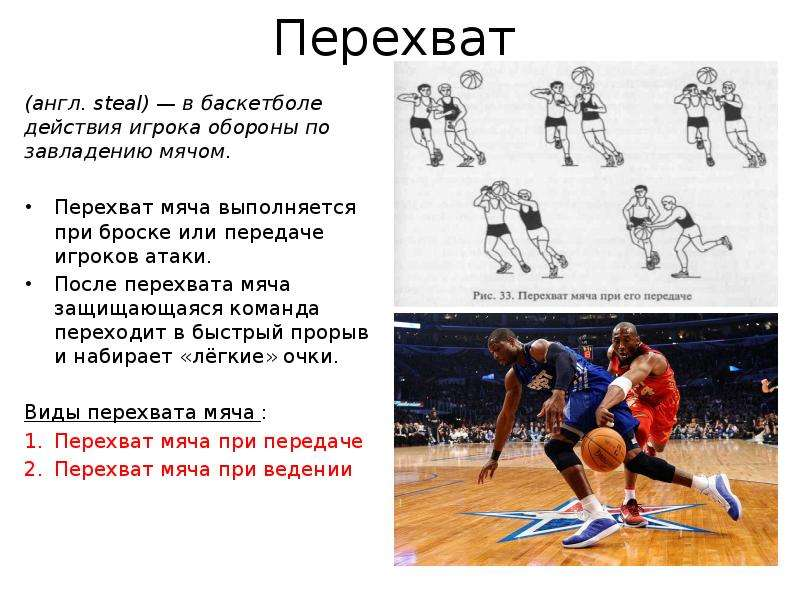 Перехват
(англ. steal) — в баскетболе
действия игрока обороны по
завладению мячом.
• Перехват мяча выполняется
при броске или передаче
игроков атаки.
• После перехвата мяча
защищающаяся команда
переходит в быстрый прорыв
и набирает «лёгкие» очки.
Виды перехвата мяча :
1. Перехват мяча при передаче
2. Перехват мяча при ведении
Рис. 33. Перехват мяча при его передаче